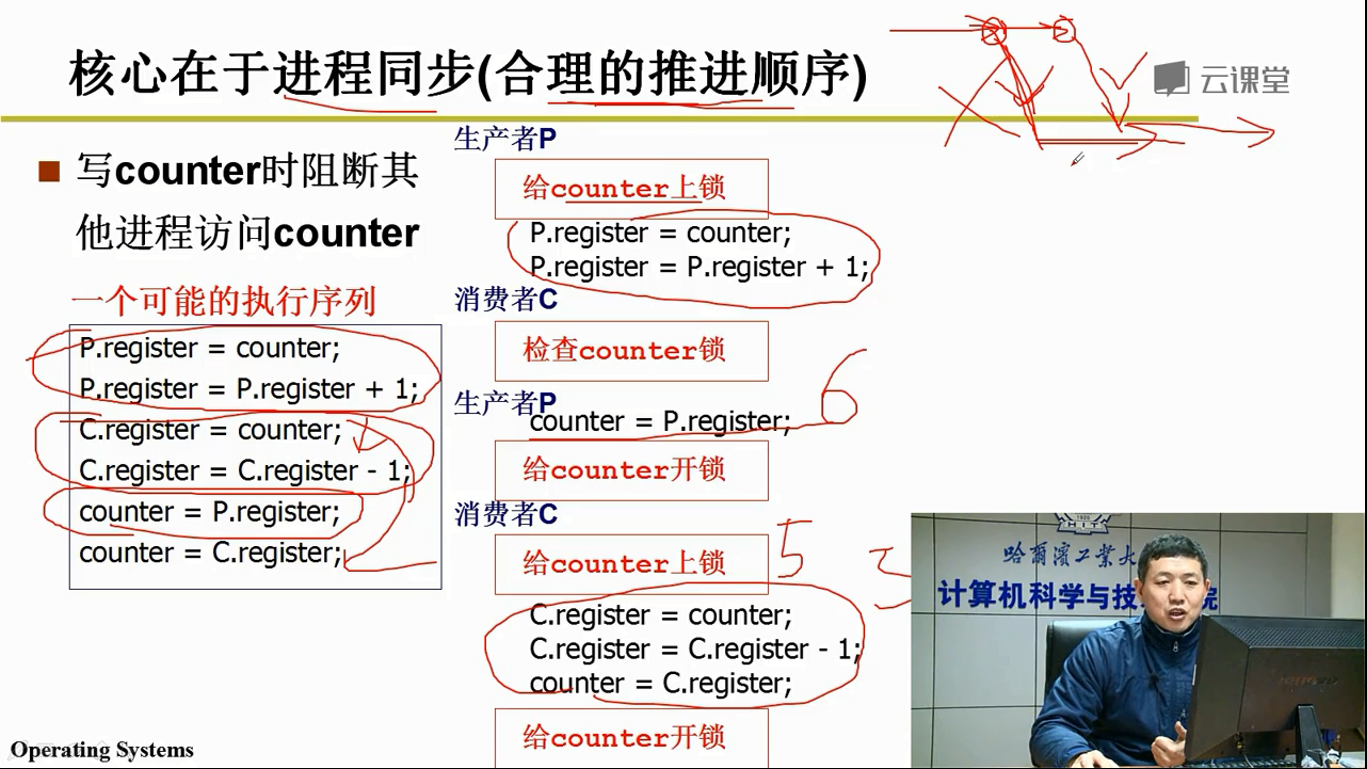 核心在于进程同步(合理的推进顺序)
云课堂
写counter时阻断其
他进程访问counter
一个可能的执行序列
P.register = counter;
P.register = P.register + 1;
C.register = counter;
C.register = C.register - 1;
counter = P.register;
counter = C.register;
生产者P
给counter上锁
P.register = counter;
P.register = P.register + 1;
消费者C
检查counter锁
生产者P
counter = P.register;
6
给counter开锁
消费者C
给counter上锁
5
C.register = counter;
C.register = C.register - 1;
counter = C.register;
给counter开锁
HIT
哈尔滨工業大
计算机科学与技
院
Operating Systems